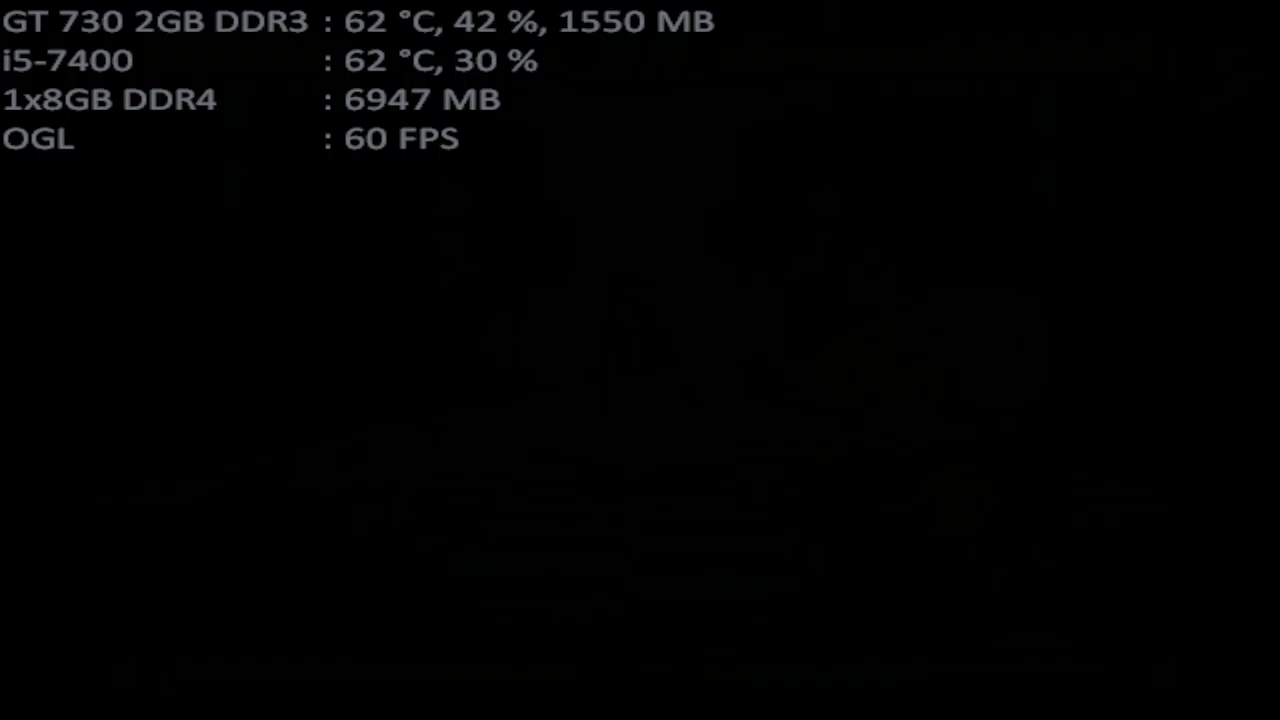 GT 730 2GB DDR3 : 62 °C, 42 %, 1550 MB
i5-7400 : 62 °C, 30 %
1x8GB DDR4 : 6947 MB
OGL : 60 FPS